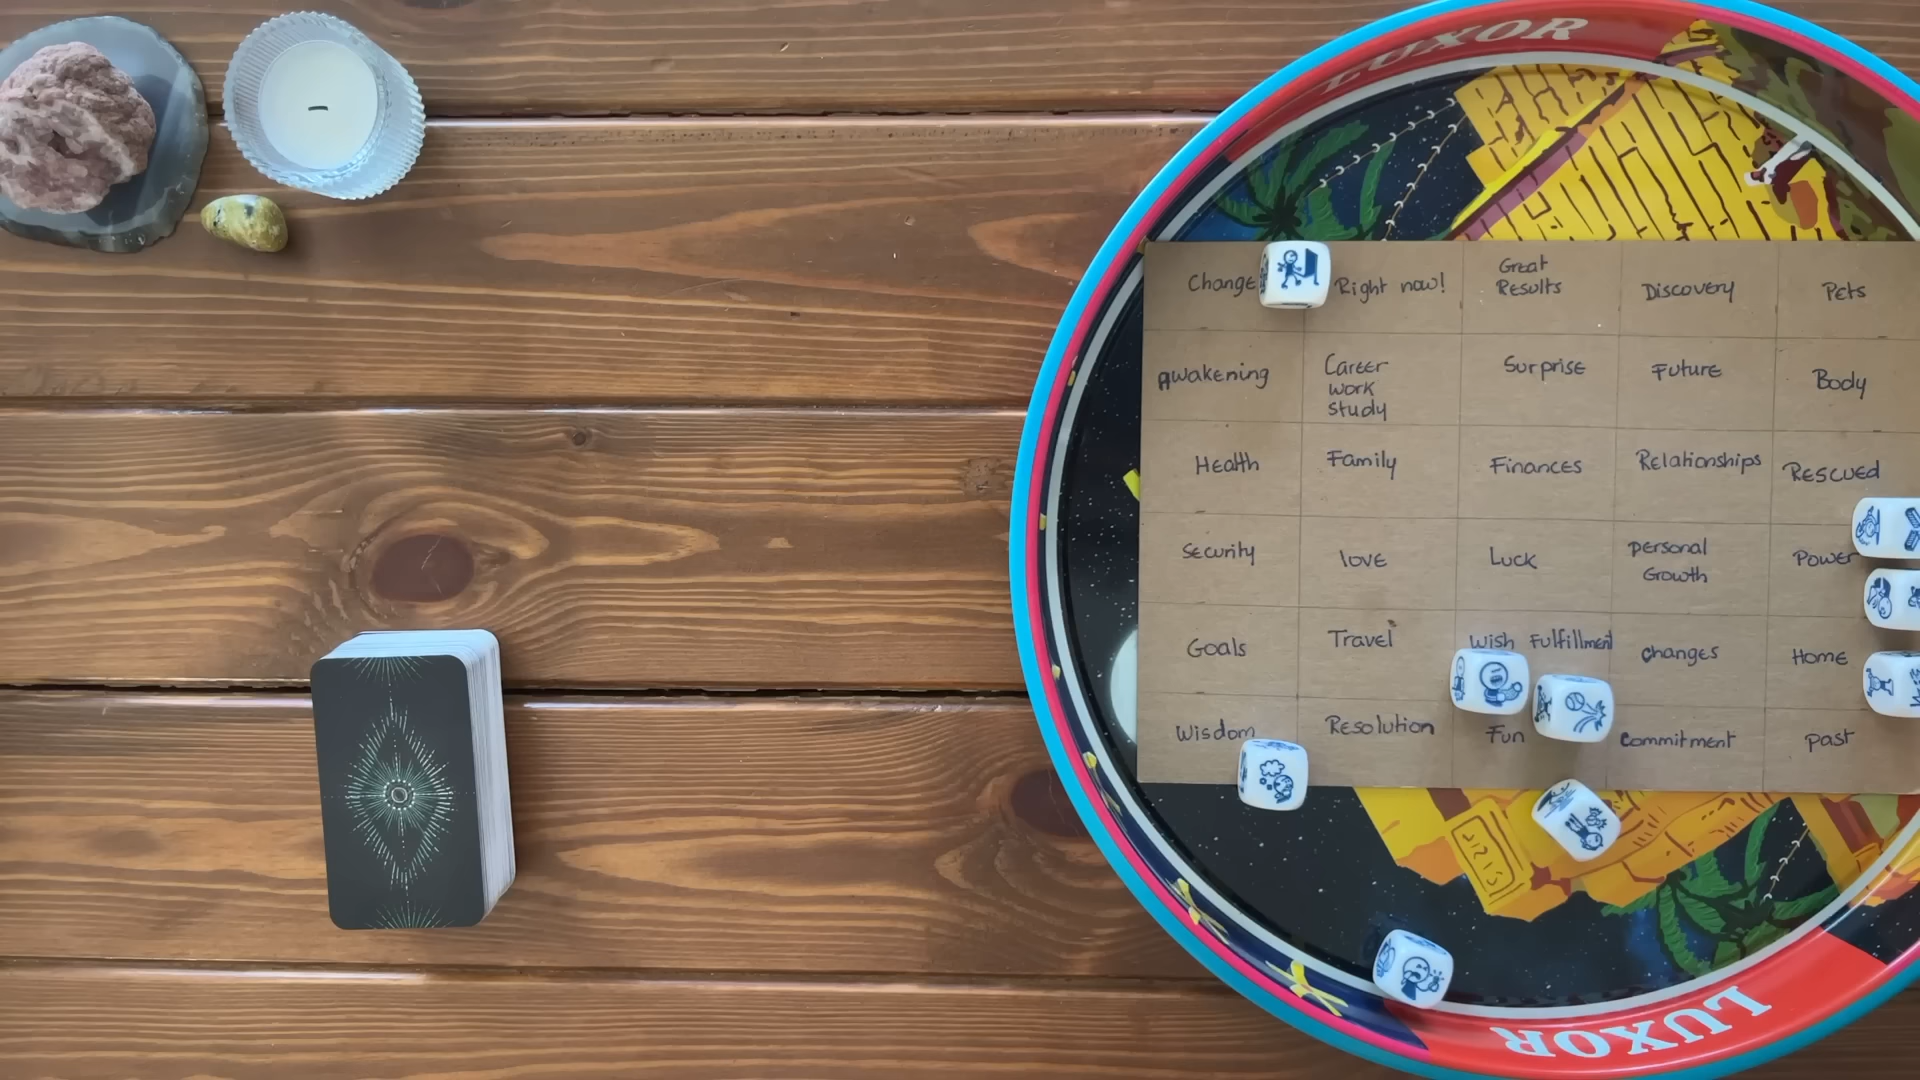 LUXOR
Change Right now! Great Results Discovery Pets
Awakening Career work study Surprise Future Body
Health Family Finances Relationships Rescued
Security love Luck personal Growth Power
Goals Travel Wish Fulfillment changes Home
Wisdom Resolution Fun commitment past
LUXOR